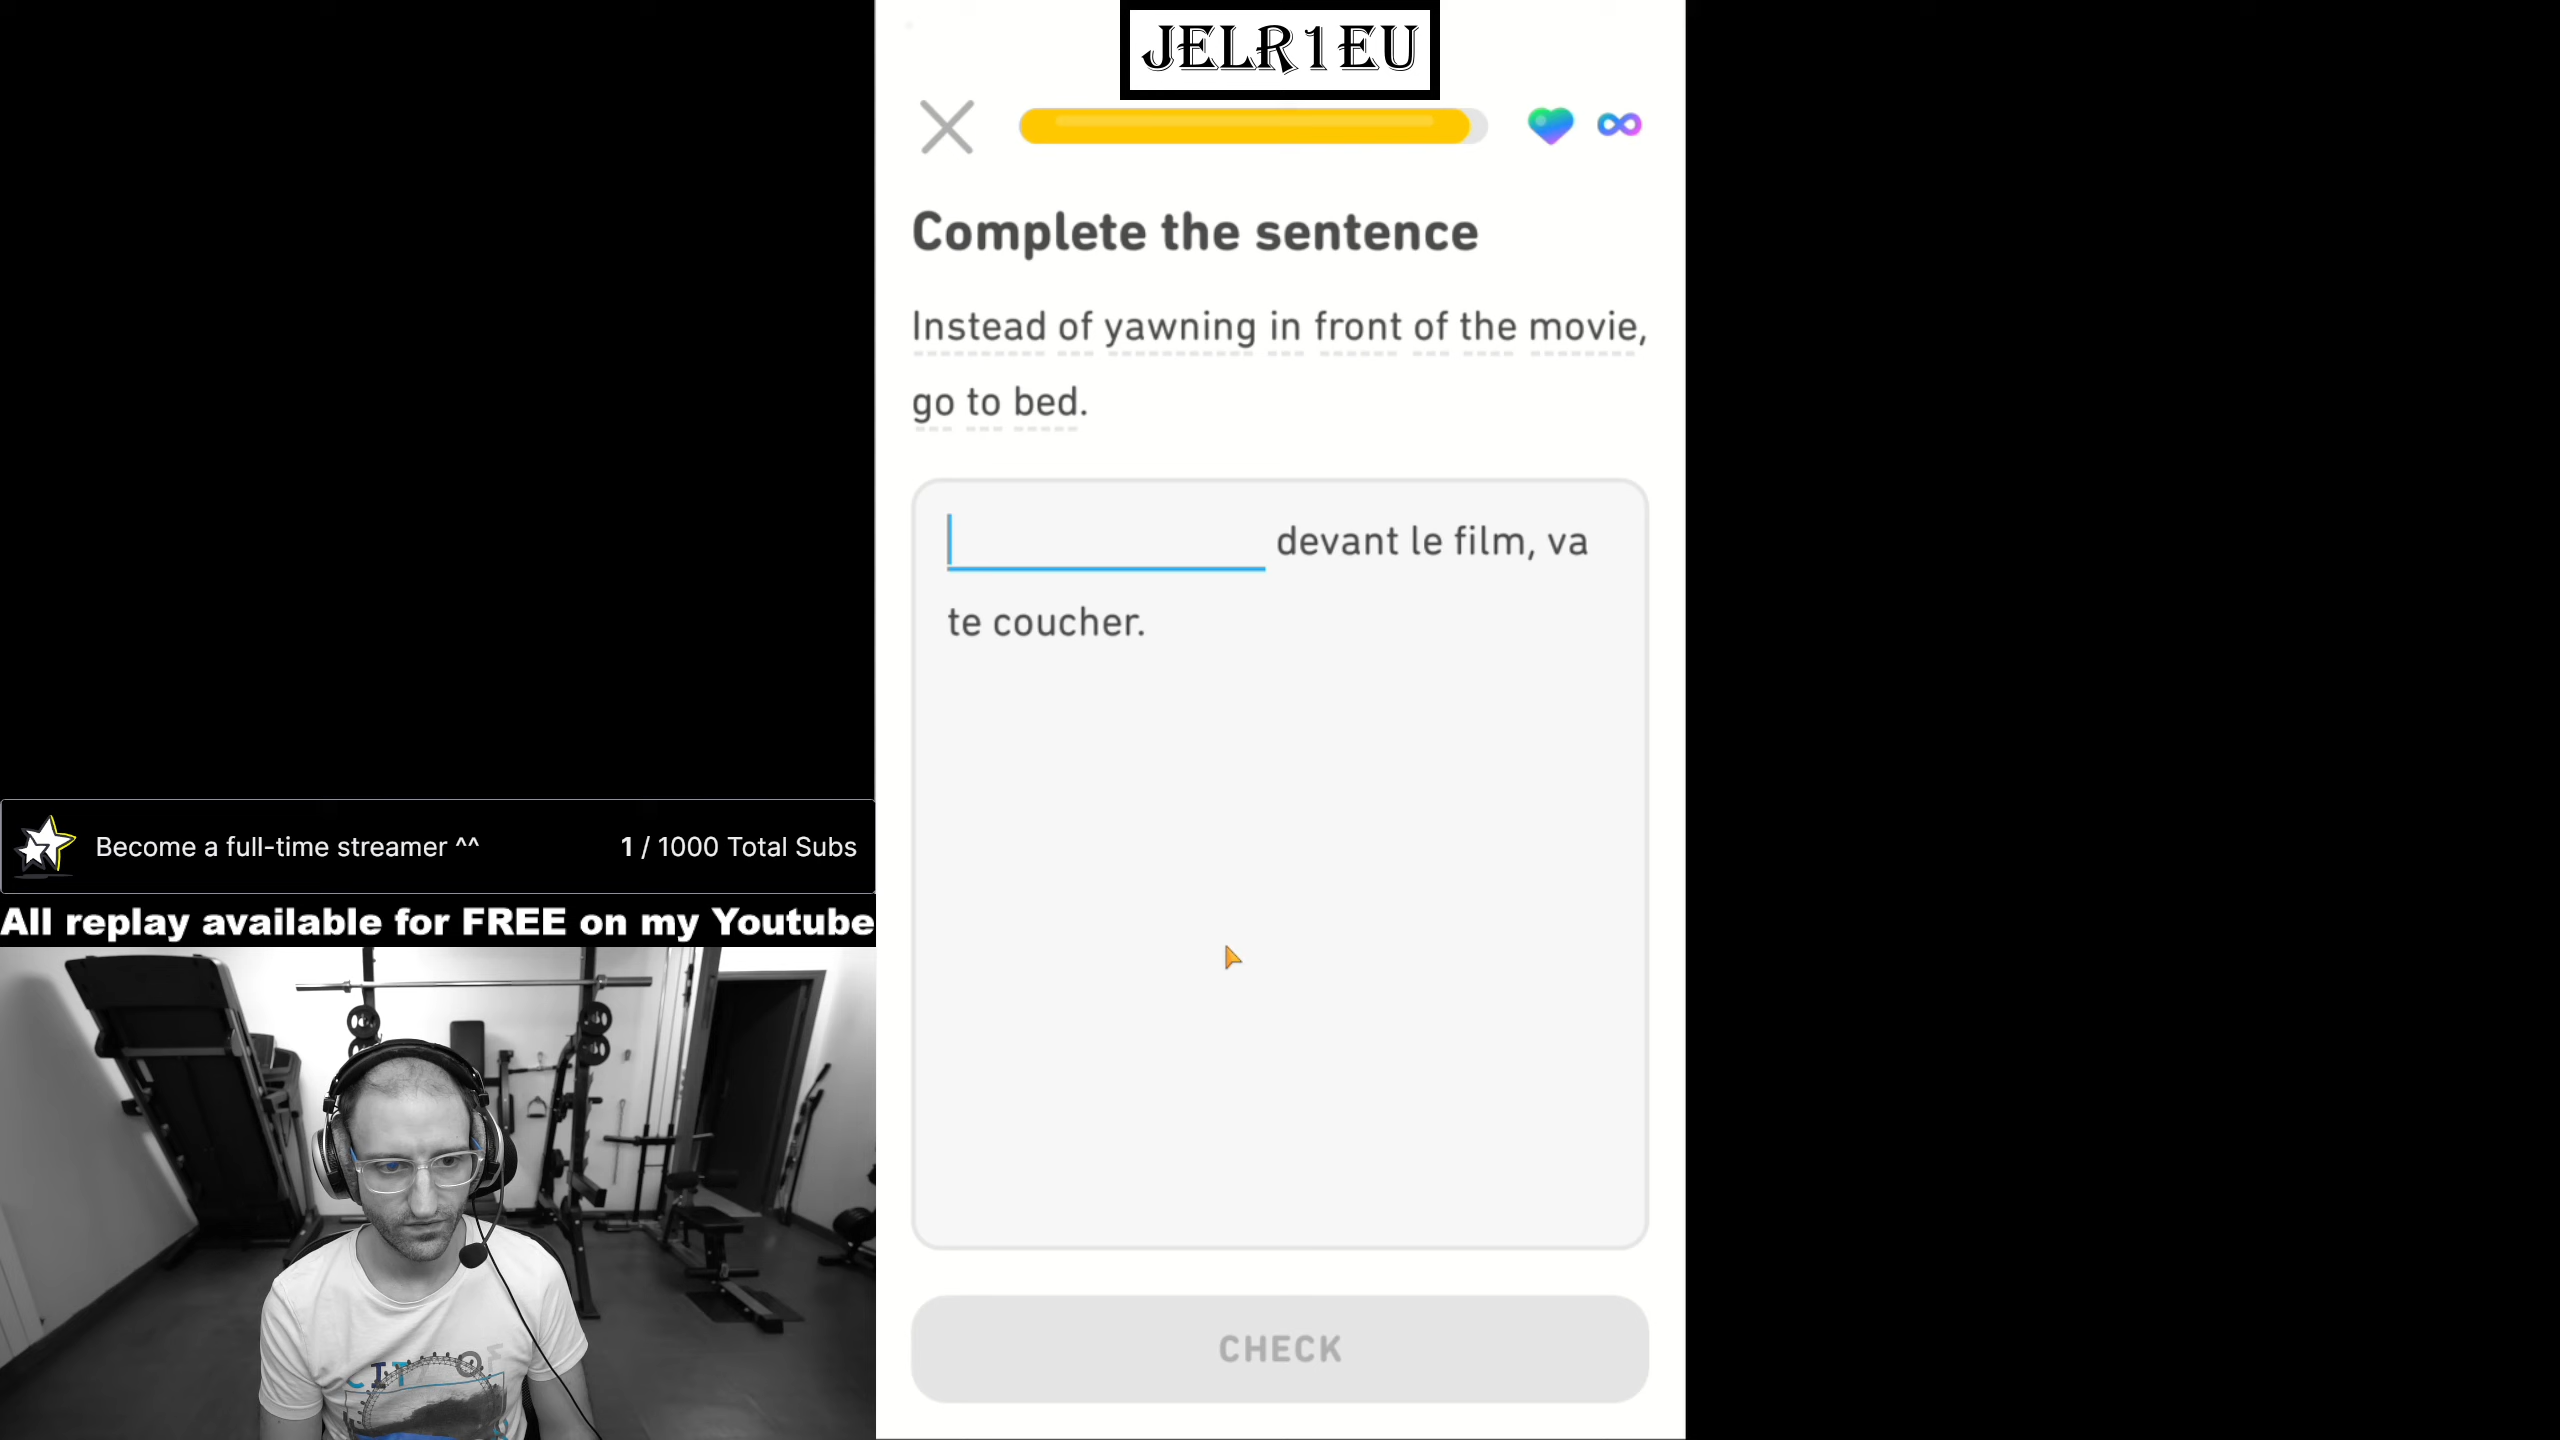 JELR1EU
Complete the sentence
Instead of yawning in front of the movie,
go to bed.
devant le film, va
te coucher.
CHECK
Become a full-time streamer ^^ 1 / 1000 Total Subs
All replay available for FREE on my Youtube